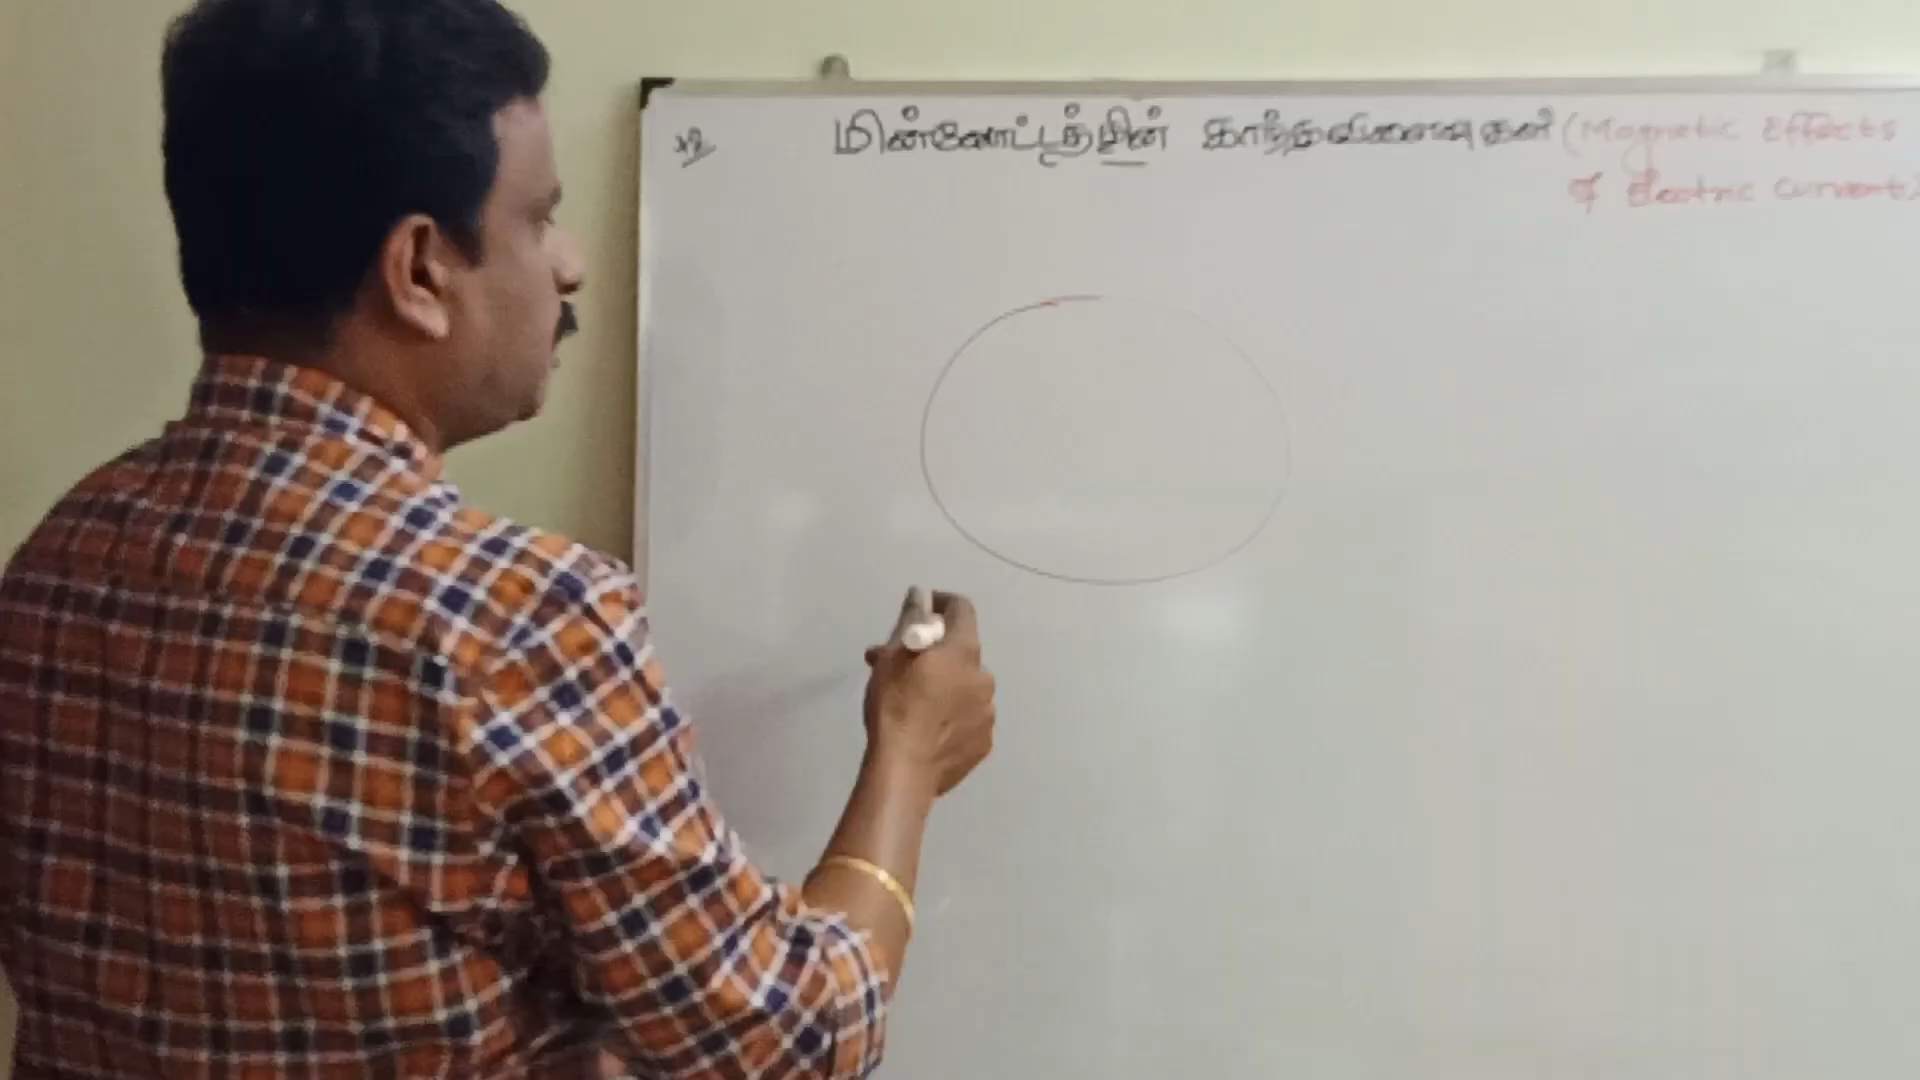 மின்னோட்டத்தின் காந்தவிளைவுகள் (Magnetic Effects
of Electric Current)